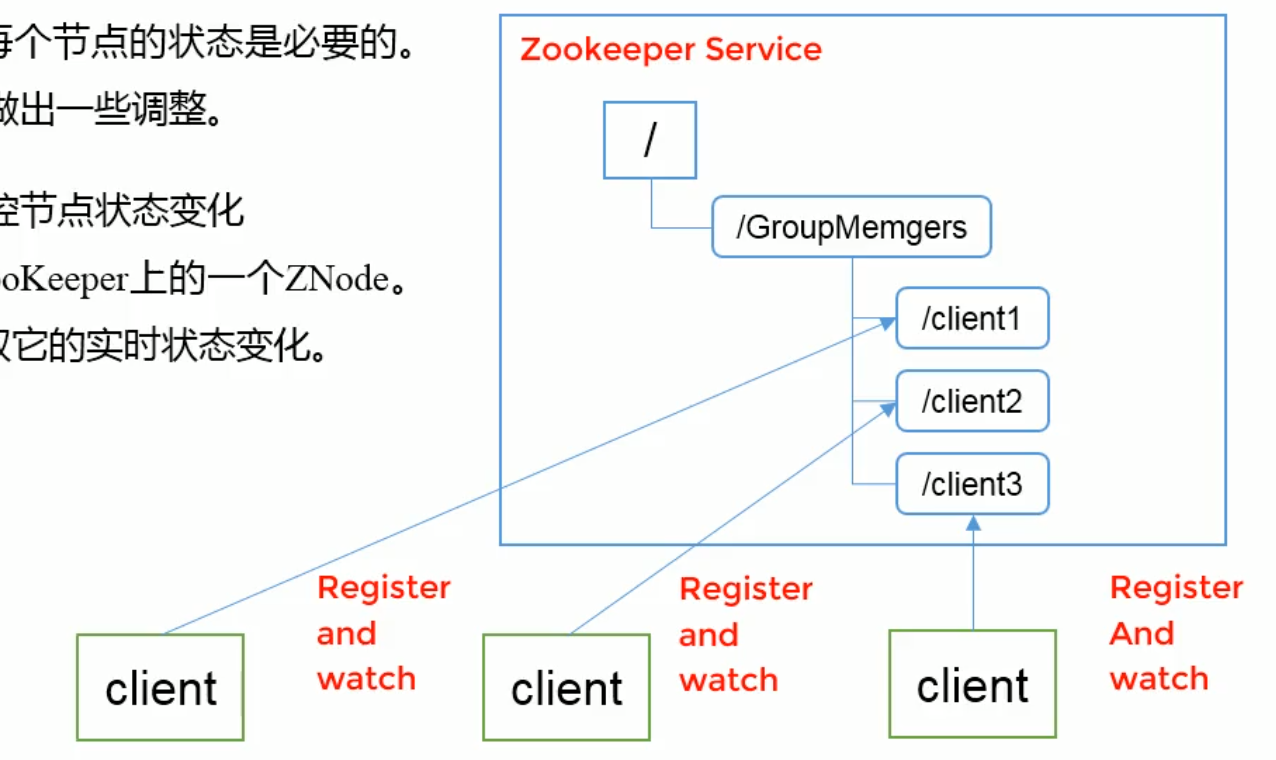 每个节点的状态是必要的。
做出一些调整。
控节点状态变化
ooKeeper上的一个ZNode。
取它的实时状态变化。
Zookeeper Service
/
/GroupMemgers
/client1
/client2
/client3
Register
and
watch
Register
and
watch
Register
And
watch
client
client
client